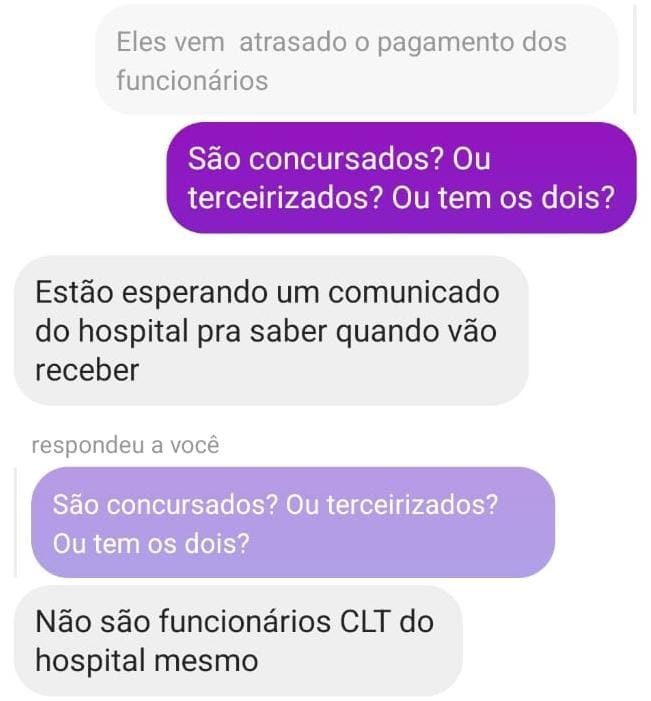 Eles vem atrasado o pagamento dos
funcionários
São concursados? Ou
terceirizados? Ou tem os dois?
Estão esperando um comunicado
do hospital pra saber quando vão
receber
respondeu a você
São concursados? Ou terceirizados?
Ou tem os dois?
Não são funcionários CLT do
hospital mesmo